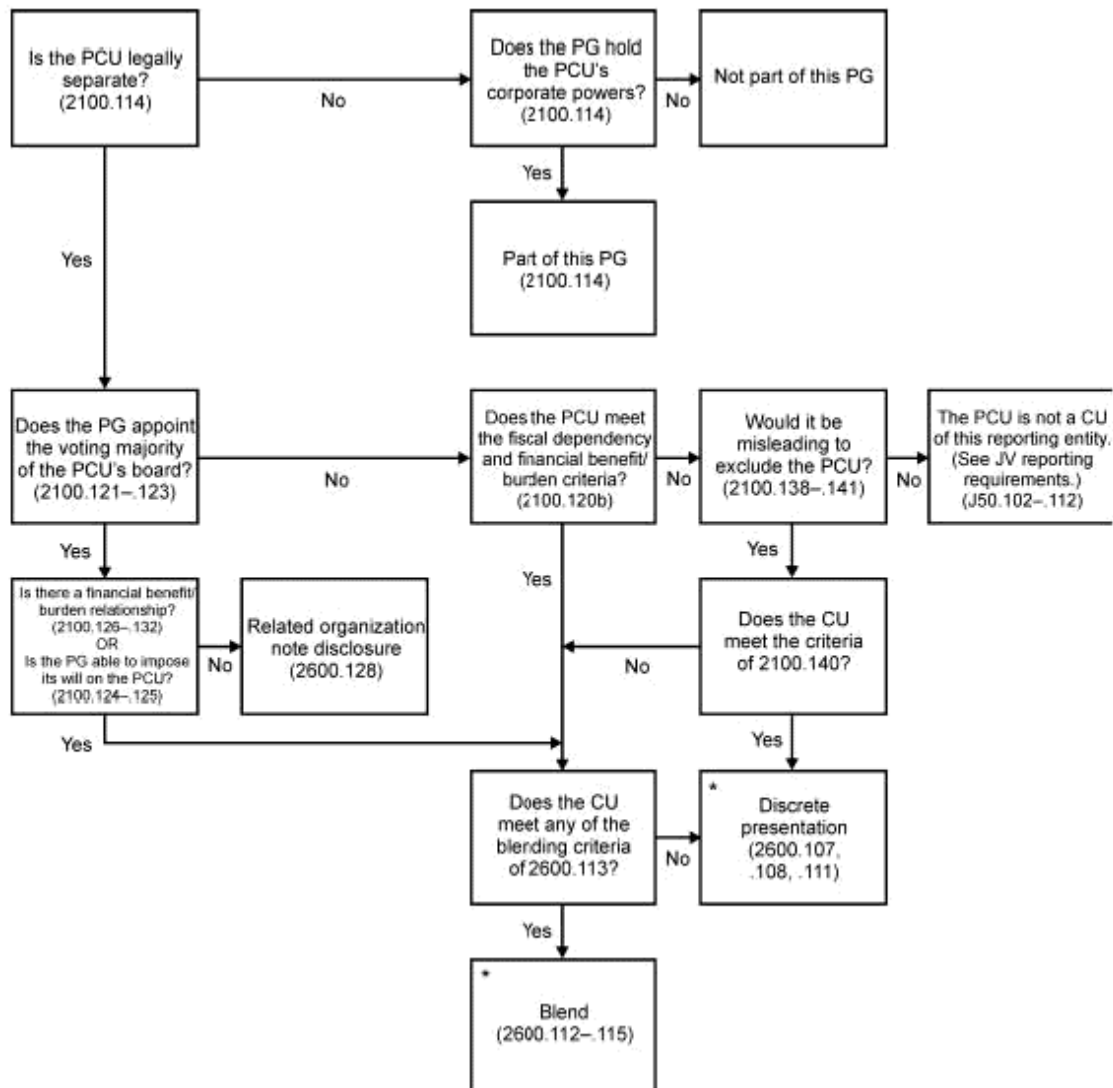 Is the PCU legally
separate?
(2100.114)
No
Does the PG hold
the PCU's
corporate powers?
(2100.114)
No
Not part of this PG
Yes
Part of this PG
(2100.114)
Yes
Does the PG appoint
the voting majority
of the PCU's board?
(2100.121–.123)
No
Does the PCU meet
the fiscal dependency
and financial benefit/
burden criteria?
(2100.120b)
No
Would it be
misleading to
exclude the PCU?
(2100.138–.141)
No
The PCU is not a CU
of this reporting entity.
(See JV reporting
requirements.)
(J50.102–.112)
Yes
Is there a financial benefit/
burden relationship?
(2100.126–.132)
OR
Is the PG able to impose
its will on the PCU?
(2100.124–.125)
No
Related organization
note disclosure
(2600.128)
Yes
Yes
Does the CU
meet the criteria
of 2100.140?
No
Yes
Yes
Does the CU
meet any of the
blending criteria
of 2600.113?
No
*
Discrete
presentation
(2600.107,
.108, .111)
Yes
*
Blend
(2600.112–.115)